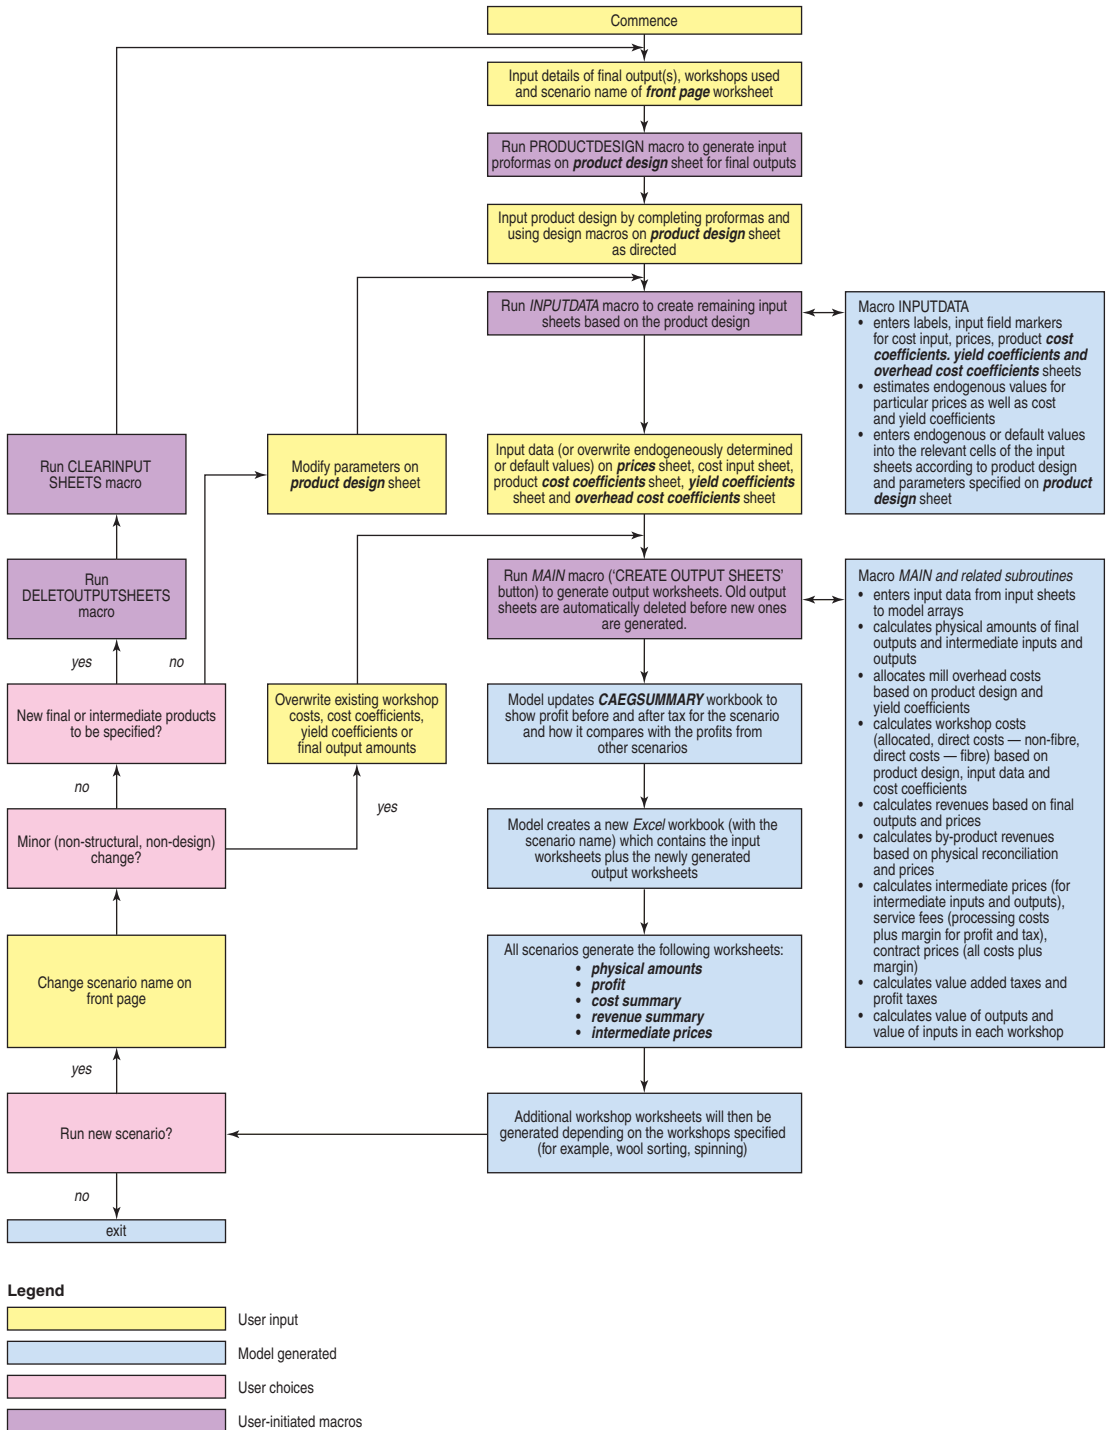 Commence
Input details of final output(s), workshops used
and scenario name of front page worksheet
Run PRODUCTDESIGN macro to generate input
proformas on product design sheet for final outputs
Input product design by completing proformas and
using design macros on product design sheet
as directed
Run INPUTDATA macro to create remaining input
sheets based on the product design
Macro INPUTDATA
• enters labels, input field markers
for cost input, prices, product cost
coefficients. yield coefficients and
overhead cost coefficients sheets
• estimates endogenous values for
particular prices as well as cost
and yield coefficients
• enters endogenous or default values
into the relevant cells of the input
sheets according to product design
and parameters specified on product
design sheet
Run CLEARINPUT
SHEETS macro
Modify parameters on
product design sheet
Input data (or overwrite endogeneously determined
or default values) on prices sheet, cost input sheet,
product cost coefficients sheet, yield coefficients
sheet and overhead cost coefficients sheet
Run
DELETOUTPUTSHEETS
macro
Run MAIN macro ('CREATE OUTPUT SHEETS'
button) to generate output worksheets. Old output
sheets are automatically deleted before new ones
are generated.
Macro MAIN and related subroutines
• enters input data from input sheets
to model arrays
• calculates physical amounts of final
outputs and intermediate inputs and
outputs
• allocates mill overhead costs
based on product design and
yield coefficients
• calculates workshop costs
(allocated, direct costs — non-fibre,
direct costs — fibre) based on
product design, input data and
cost coefficients
• calculates revenues based on final
outputs and prices
• calculates by-product revenues
based on physical reconciliation
and prices
• calculates intermediate prices (for
intermediate inputs and outputs),
service fees (processing costs
plus margin for profit and tax),
contract prices (all costs plus
margin)
• calculates value added taxes and
profit taxes
• calculates value of outputs and
value of inputs in each workshop
yes
no
New final or intermediate products
to be specified?
Overwrite existing workshop
costs, cost coefficients,
yield coefficients or
final output amounts
Model updates CAEGSUMMARY workbook to
show profit before and after tax for the scenario
and how it compares with the profits from
other scenarios
no
yes
Minor (non-structural, non-design)
change?
Model creates a new Excel workbook (with the
scenario name) which contains the input
worksheets plus the newly generated
output worksheets
Change scenario name on
front page
All scenarios generate the following worksheets:
• physical amounts
• profit
• cost summary
• revenue summary
• intermediate prices
yes
Run new scenario?
Additional workshop worksheets will then be
generated depending on the workshops specified
(for example, wool sorting, spinning)
no
exit
Legend
User input
Model generated
User choices
User-initiated macros